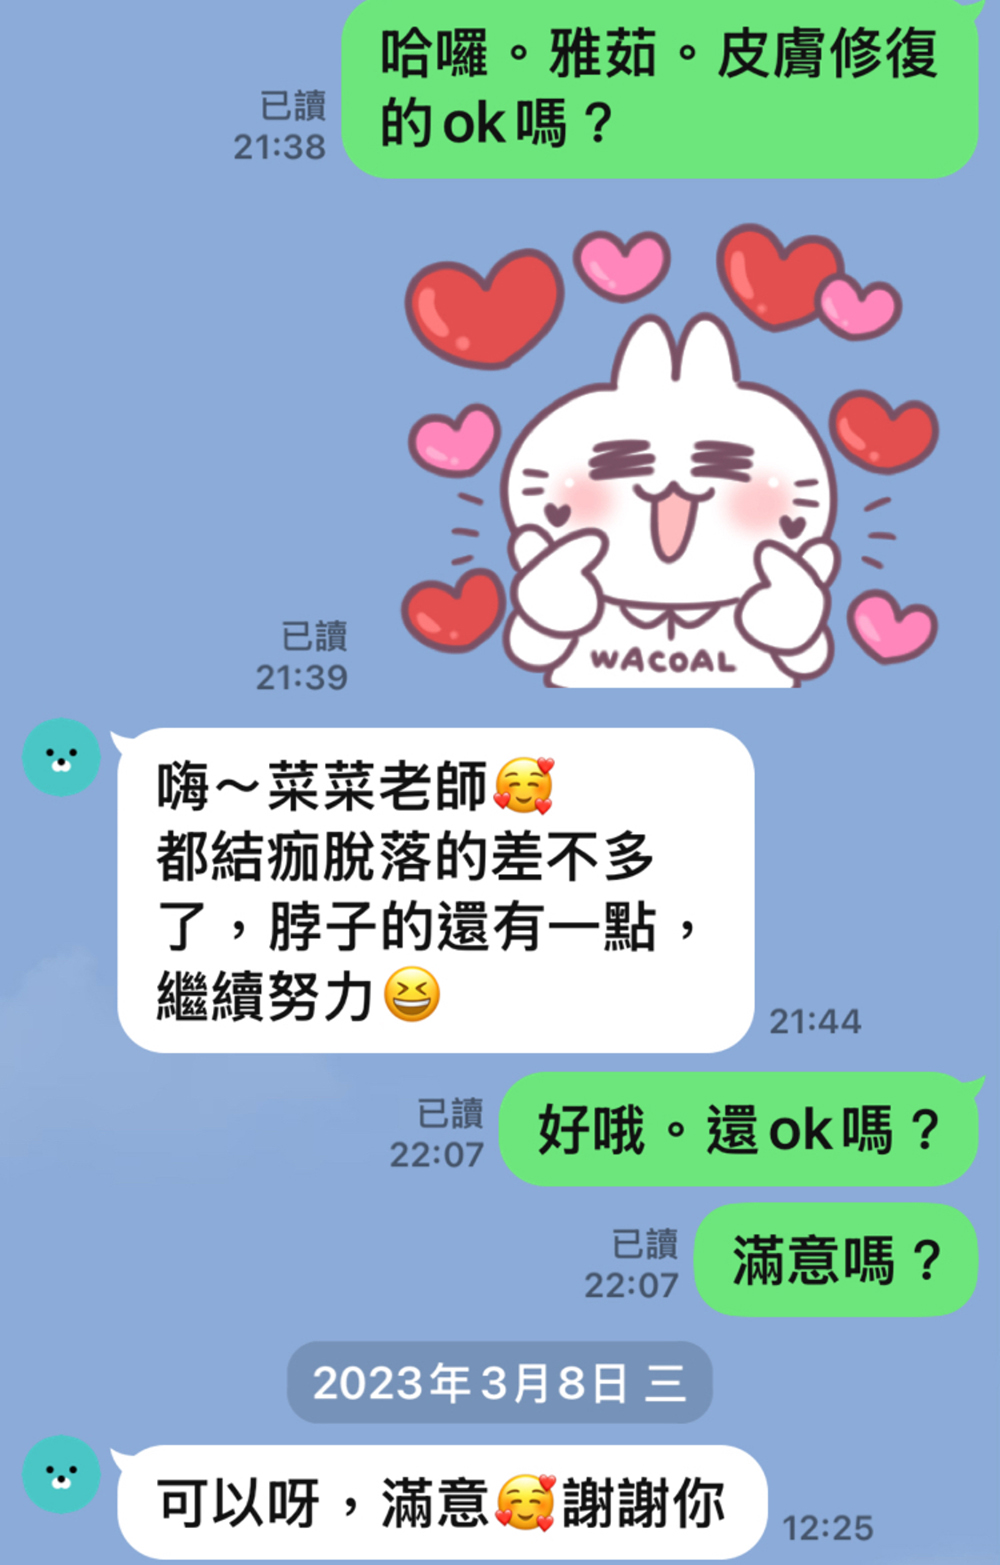 哈囉。雅茹。皮膚修復
的ok嗎？
已讀
21:38
WACOAL
已讀
21:39
嗨～菜菜老師🥰
都結痂脫落的差不多
了，脖子的還有一點，
繼續努力😆
21:44
好哦。還ok嗎？
已讀
22:07
滿意嗎？
已讀
22:07
2023年3月8日 三
可以呀，滿意🥰謝謝你
12:25